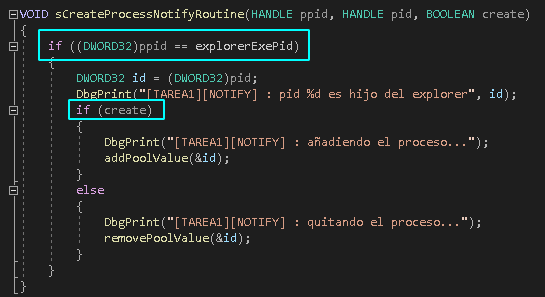 VOID sCreateProcessNotifyRoutine(HANDLE ppid, HANDLE pid, BOOLEAN create)
{
if ((DWORD32)ppid == explorerExePid)
{
DWORD32 id = (DWORD32)pid;
DbgPrint("[TAREA1][NOTIFY] : pid %d es hijo del explorer", id);
if (create)
{
DbgPrint("[TAREA1][NOTIFY] : añadiendo el proceso...");
addPoolValue(&id);
}
else
{
DbgPrint("[TAREA1][NOTIFY] : quitando el proceso...");
removePoolValue(&id);
}
}
}